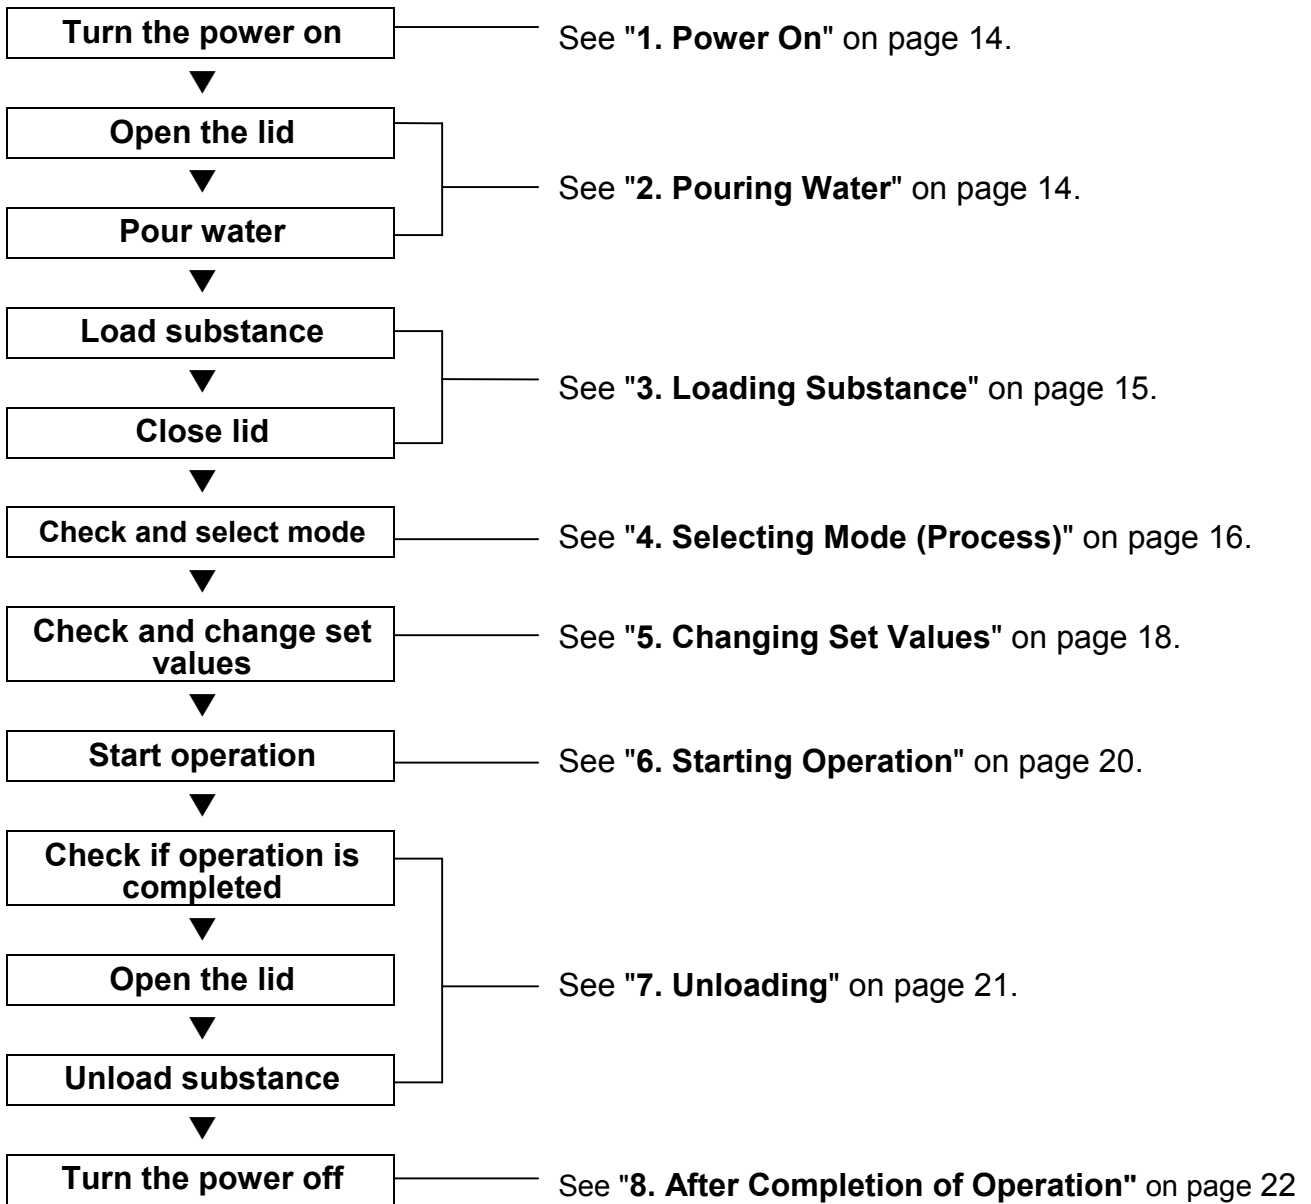 Turn the power on
See "1. Power On" on page 14.
▼
Open the lid
▼
See "2. Pouring Water" on page 14.
Pour water
▼
Load substance
▼
See "3. Loading Substance" on page 15.
Close lid
▼
Check and select mode
See "4. Selecting Mode (Process)" on page 16.
▼
Check and change set
values
See "5. Changing Set Values" on page 18.
▼
Start operation
See "6. Starting Operation" on page 20.
▼
Check if operation is
completed
▼
Open the lid
See "7. Unloading" on page 21.
▼
Unload substance
▼
Turn the power off
See "8. After Completion of Operation" on page 22